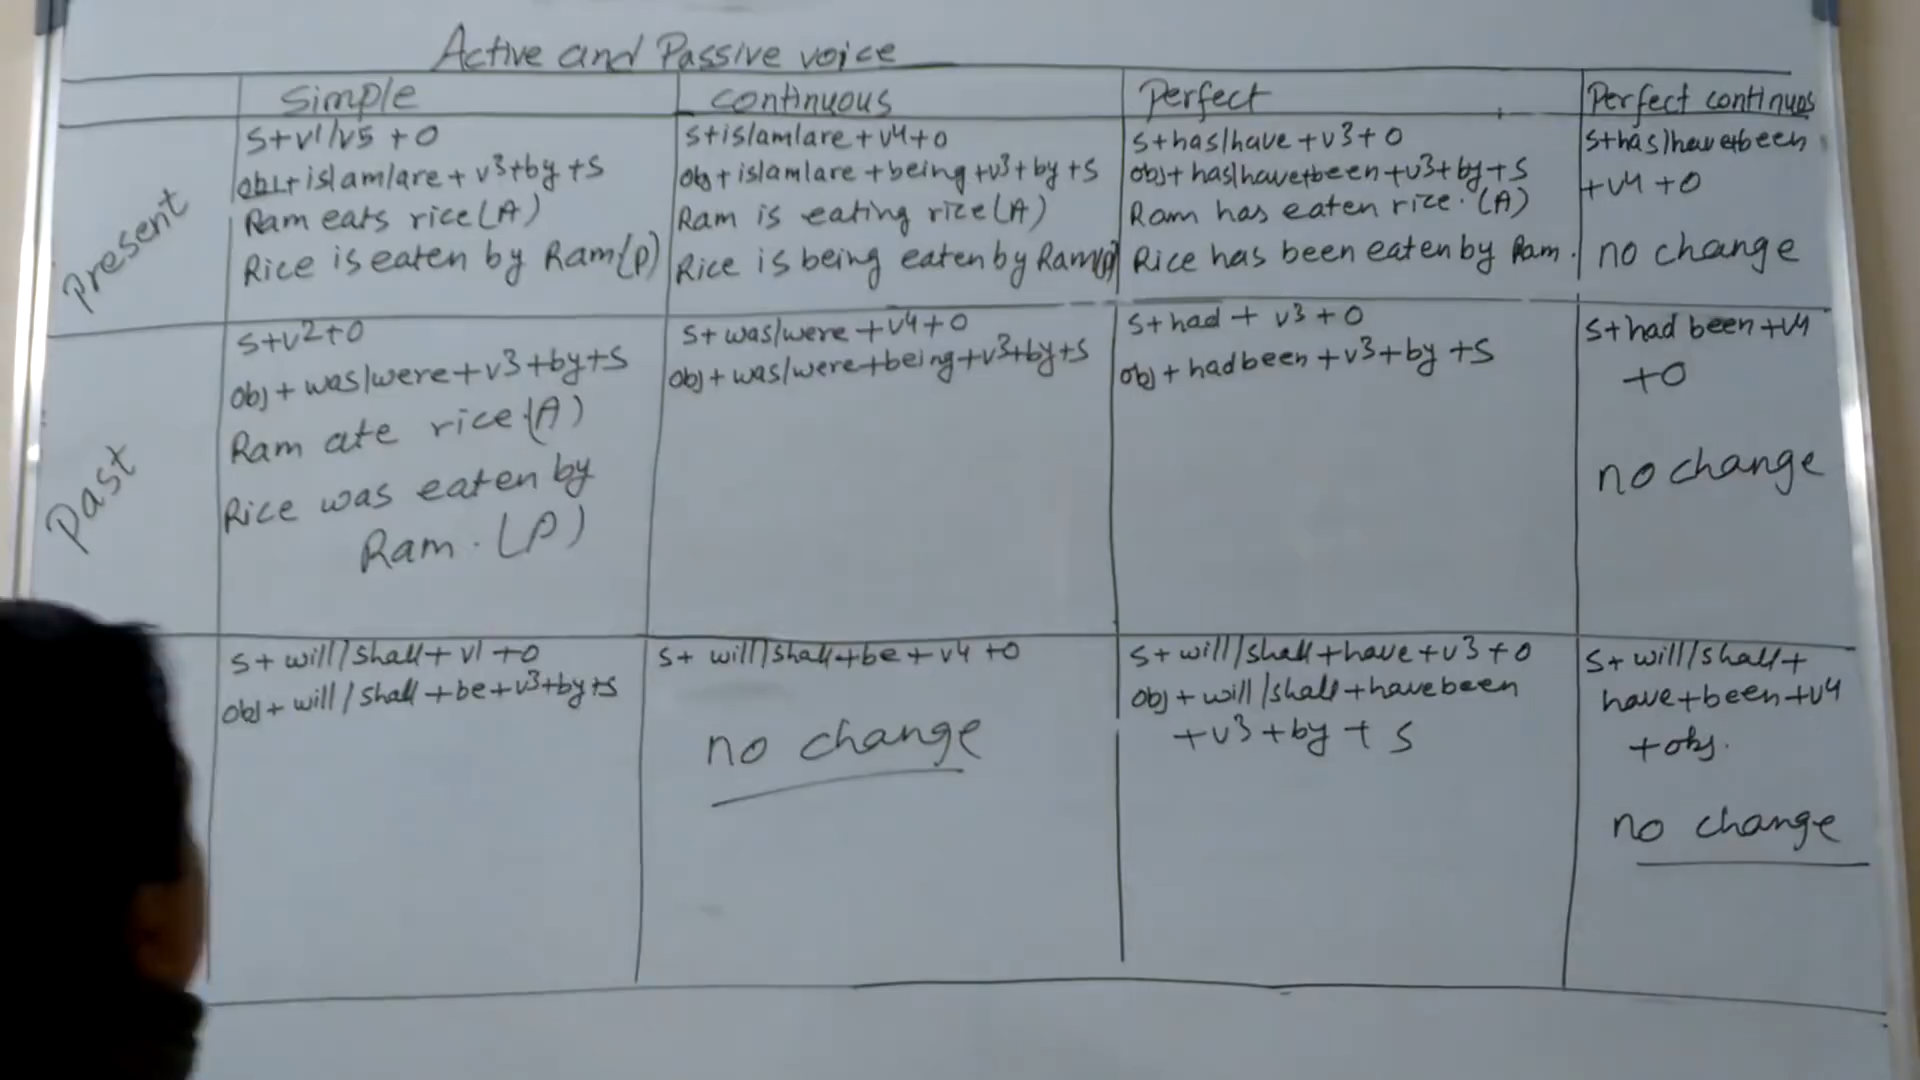 Active and Passive voice
Simple
continuous
Perfect
Perfect continuos
Present
S+v1/v5 +O
obj+is/am/are+v3+by+S
Ram eats rice(A)
Rice is eaten by Ram(P)
S+is/am/are+v4+O
obj+is/am/are+being+v3+by+S
Ram is eating rice(A)
Rice is being eaten by Ram(P)
S+has/have+v3+O
obj+has/have+been+v3+by+S
Ram has eaten rice.(A)
Rice has been eaten by Ram.
S+has/have+been
+v4+O
no change
Past
S+v2+O
obj+was/were+v3+by+S
Ram ate rice.(A)
Rice was eaten by
Ram.(P)
S+was/were+v4+O
obj+was/were+being+v3+by+S
S+had+v3+O
obj+had been+v3+by+S
S+had been+v4
+O
no change
S+will/shall+v1+O
obj+will/shall+be+v3+by+S
S+will/shall+be+v4+O
no change
S+will/shall+have+v3+O
obj+will/shall+have been
+v3+by+S
S+will/shall+
have+been+v4
+obj.
no change